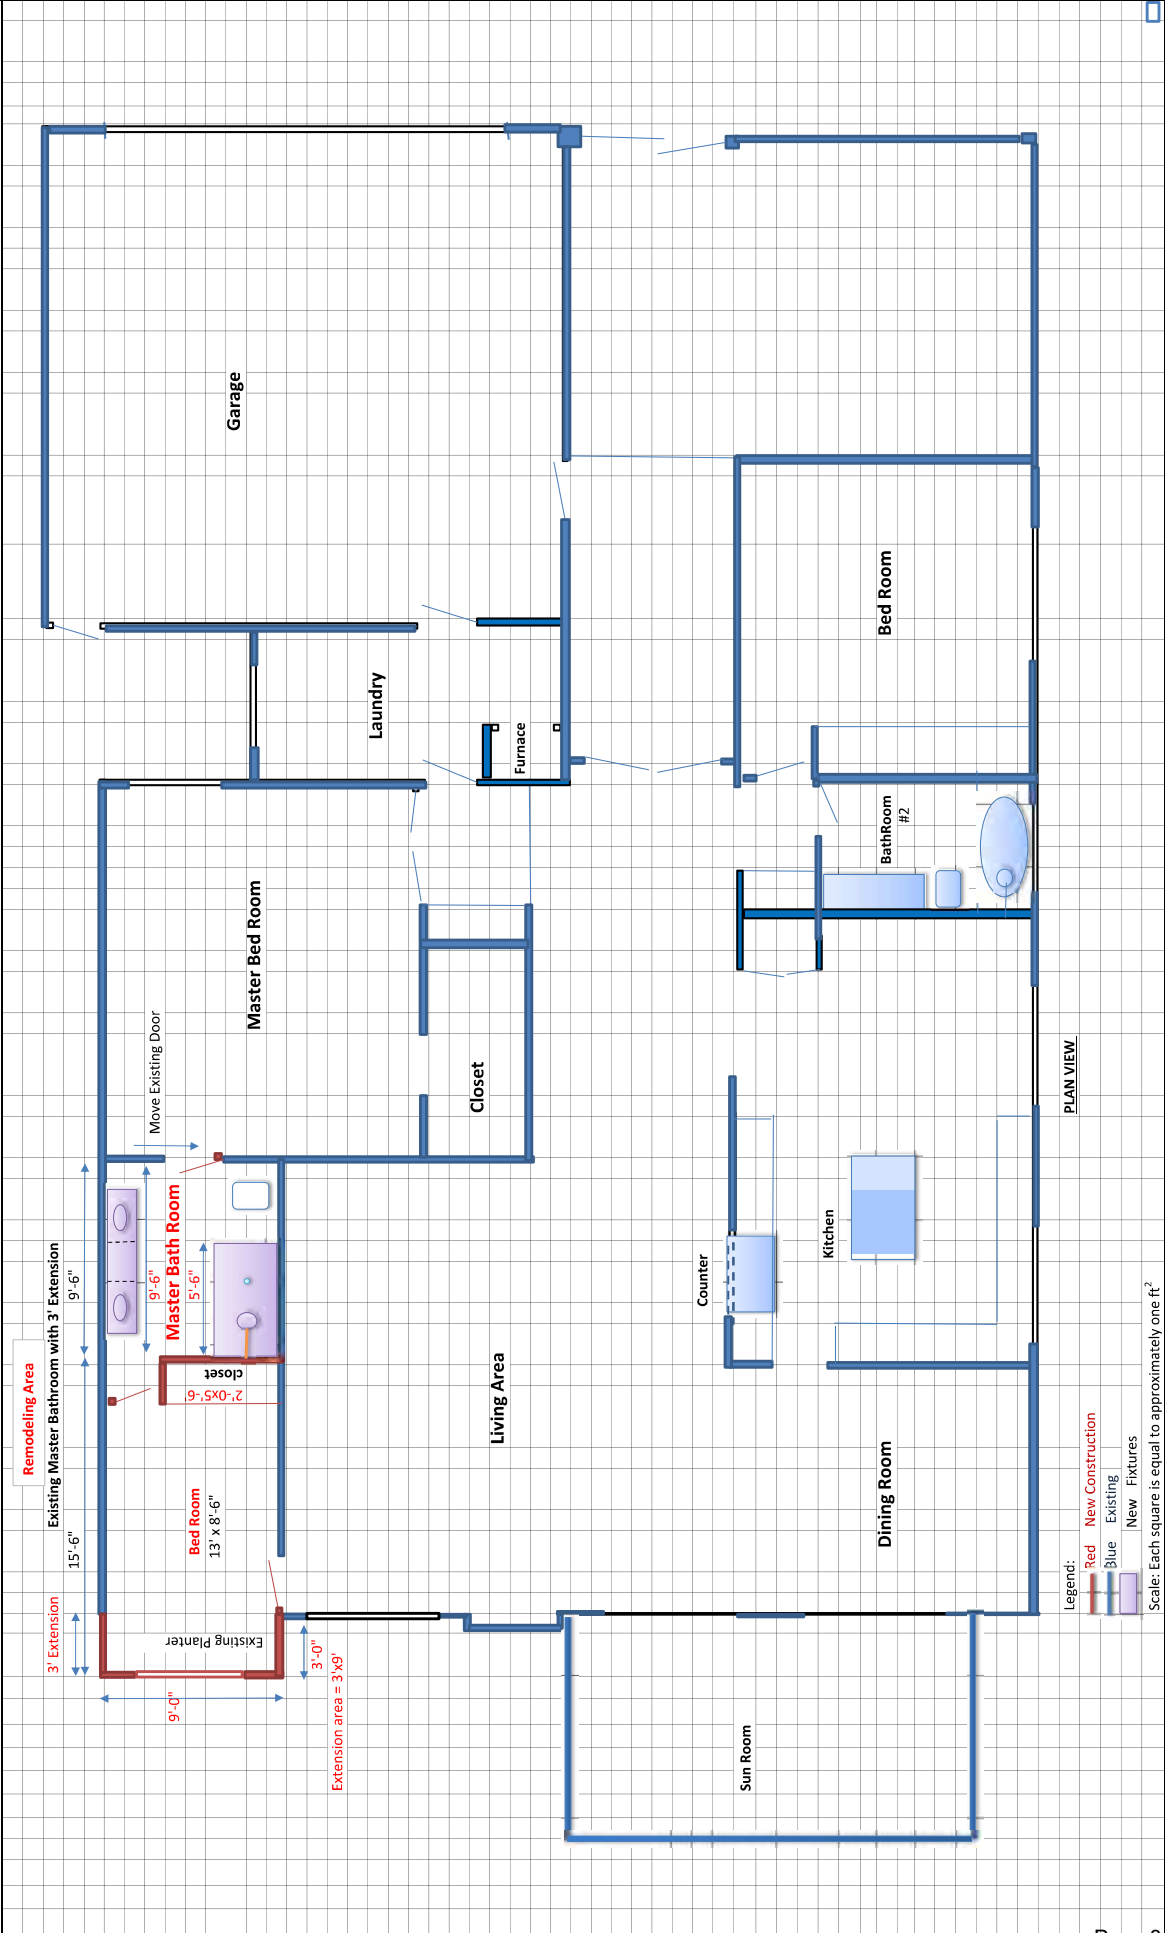 Remodeling Area
Existing Master Bathroom with 3' Extension
3' Extension
15'-6"
9'-6"
9'-6"
Move Existing Door
Master Bath Room
5'-6"
closet
2'-0x5'-6'
Bed Room
13' x 8'-6"
Existing Planter
9'-0"
3'-0"
Extension area = 3'x9'
Master Bed Room
Garage
Laundry
Furnace
Closet
Living Area
Bed Room
BathRoom
#2
Counter
Kitchen
Dining Room
Sun Room
PLAN VIEW
Legend:
Red New Construction
Blue Existing
New Fixtures
Scale: Each square is equal to approximately one ft²